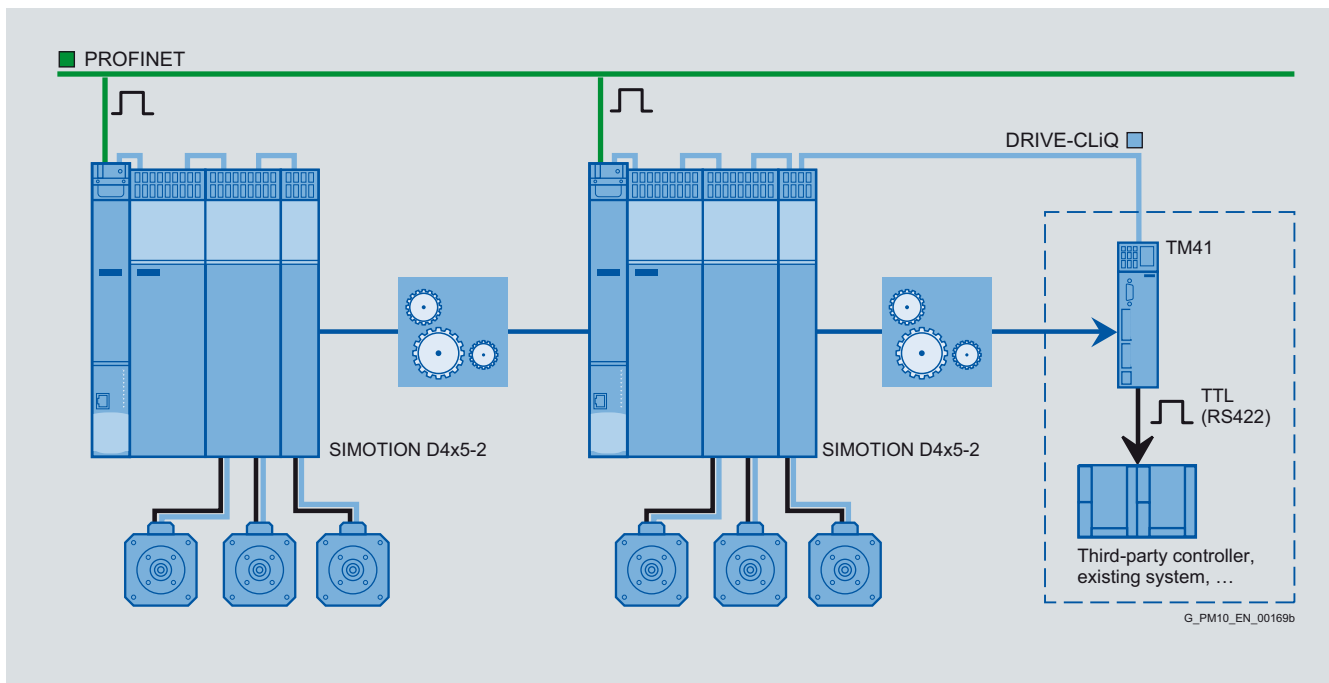 PROFINET
DRIVE-CLiQ
TM41
TTL
(RS422)
SIMOTION D4x5-2
SIMOTION D4x5-2
Third-party controller,
existing system, …
G_PM10_EN_00169b